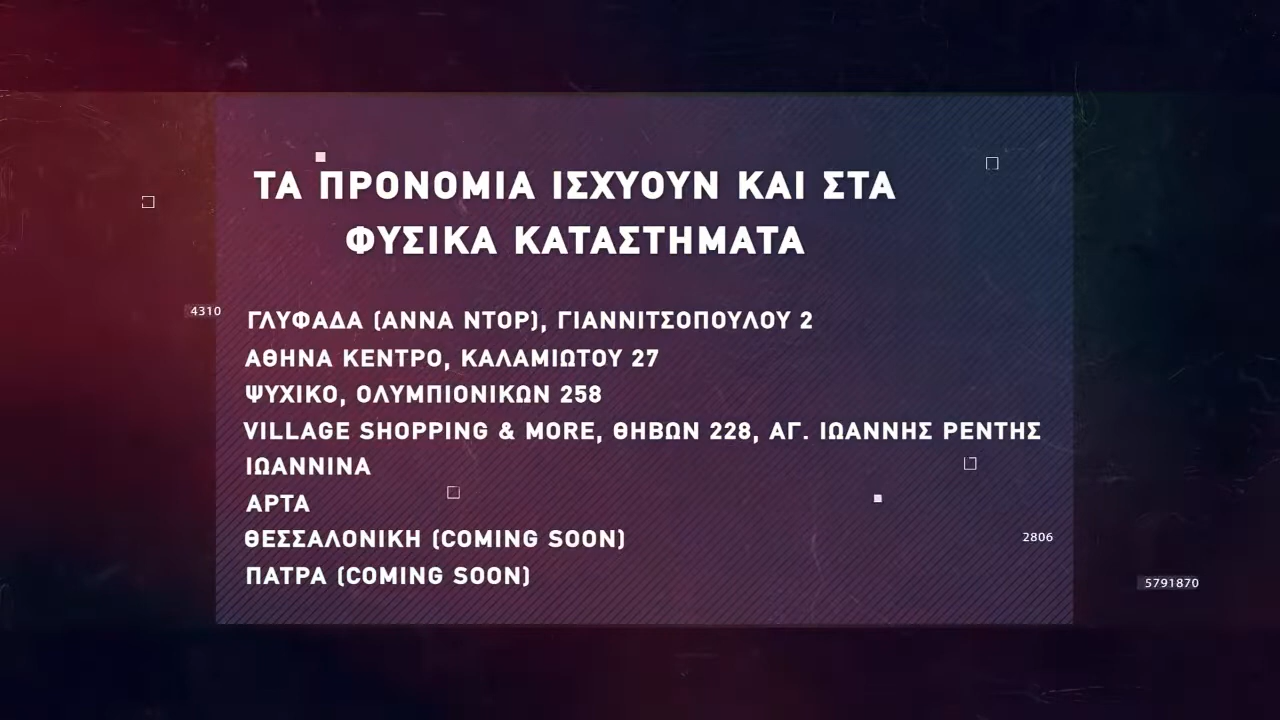 ΤΑ ΠΡΟΝΟΜΙΑ ΙΣΧΥΟΥΝ ΚΑΙ ΣΤΑ
ΦΥΣΙΚΑ ΚΑΤΑΣΤΗΜΑΤΑ
4310
ΓΛΥΦΑΔΑ (ΑΝΝΑ ΝΤΟΡ), ΓΙΑΝΝΙΤΣΟΠΟΥΛΟΥ 2
ΑΘΗΝΑ ΚΕΝΤΡΟ, ΚΑΛΑΜΙΩΤΟΥ 27
ΨΥΧΙΚΟ, ΟΛΥΜΠΙΟΝΙΚΩΝ 258
VILLAGE SHOPPING & MORE, ΘΗΒΩΝ 228, ΑΓ. ΙΩΑΝΝΗΣ ΡΕΝΤΗΣ
ΙΩΑΝΝΙΝΑ
ΑΡΤΑ
ΘΕΣΣΑΛΟΝΙΚΗ (COMING SOON)
2806
ΠΑΤΡΑ (COMING SOON)
5791870